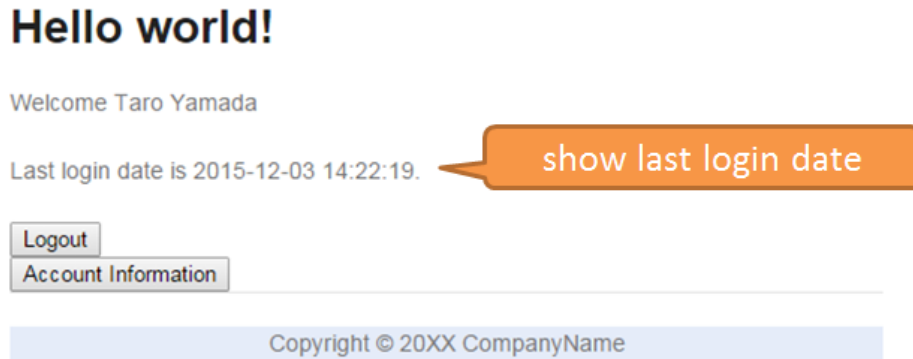 Hello world!
Welcome Taro Yamada
Last login date is 2015-12-03 14:22:19.
show last login date
Logout
Account Information
Copyright © 20XX CompanyName